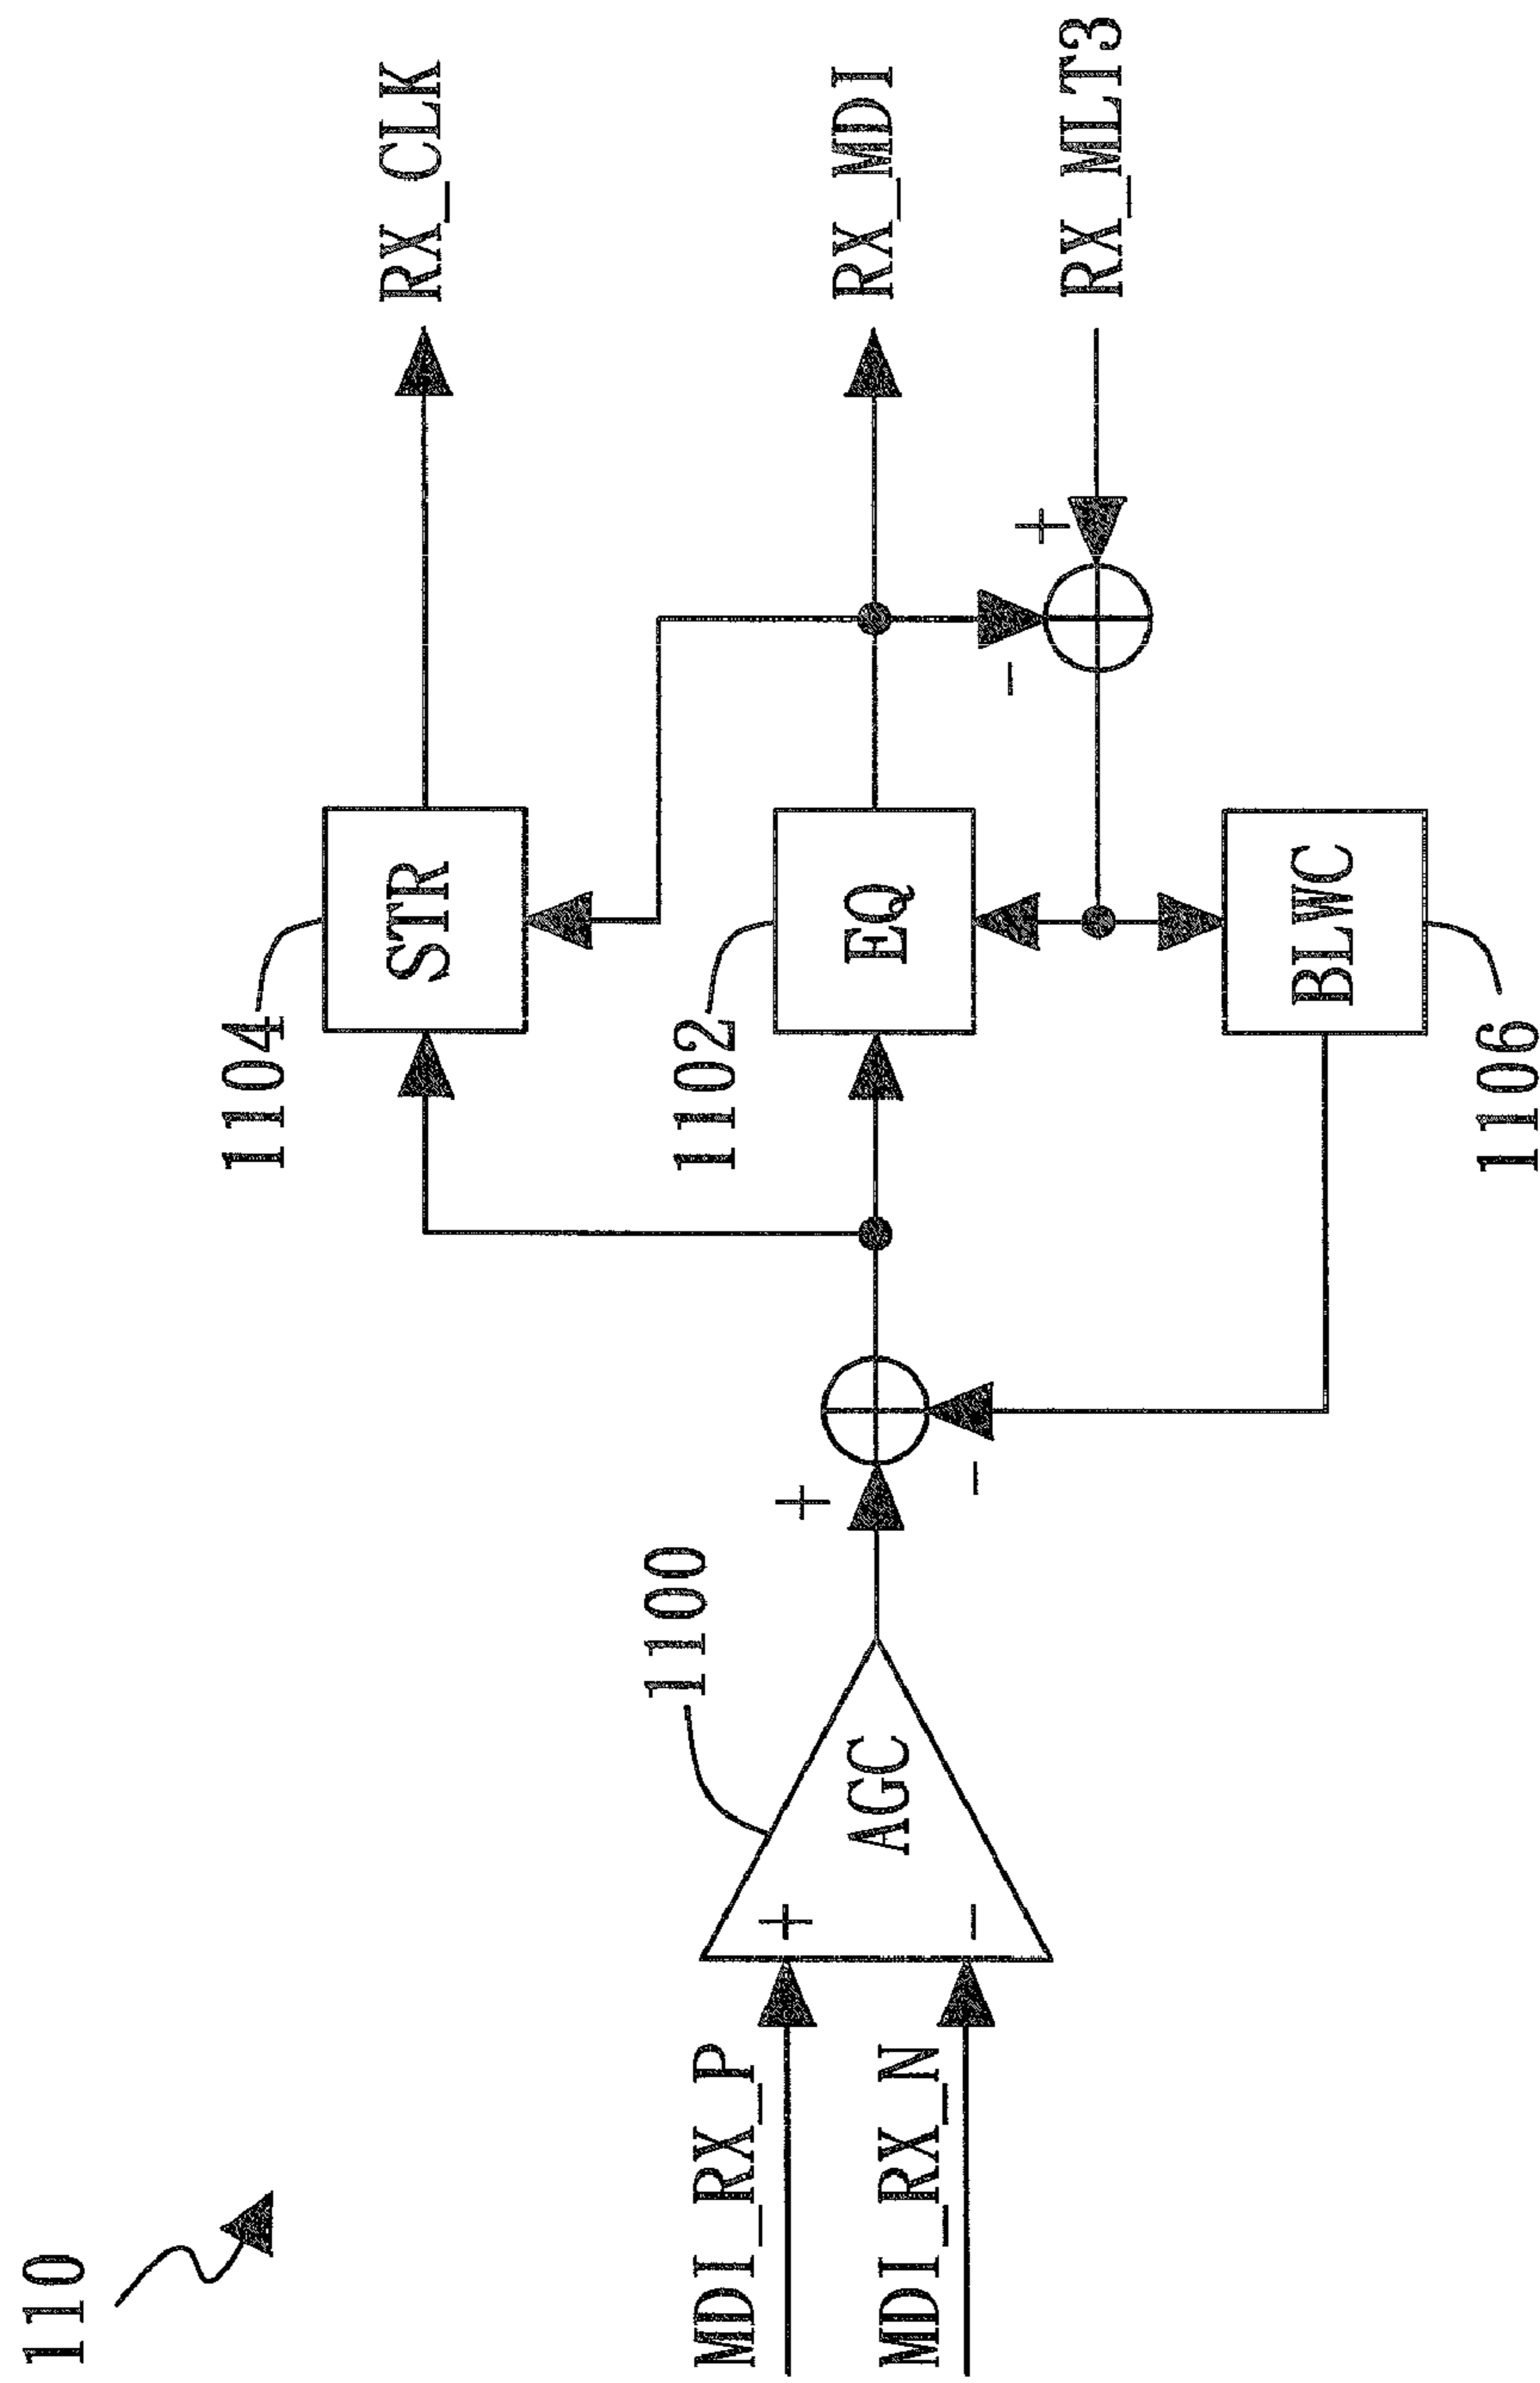 110
MDI_RX_P
MDI_RX_N
+
-
AGC
1100
+
-
1104
STR
1102
EQ
BLWC
1106
-
+
RX_CLK
RX_MDI
RX_MLT3